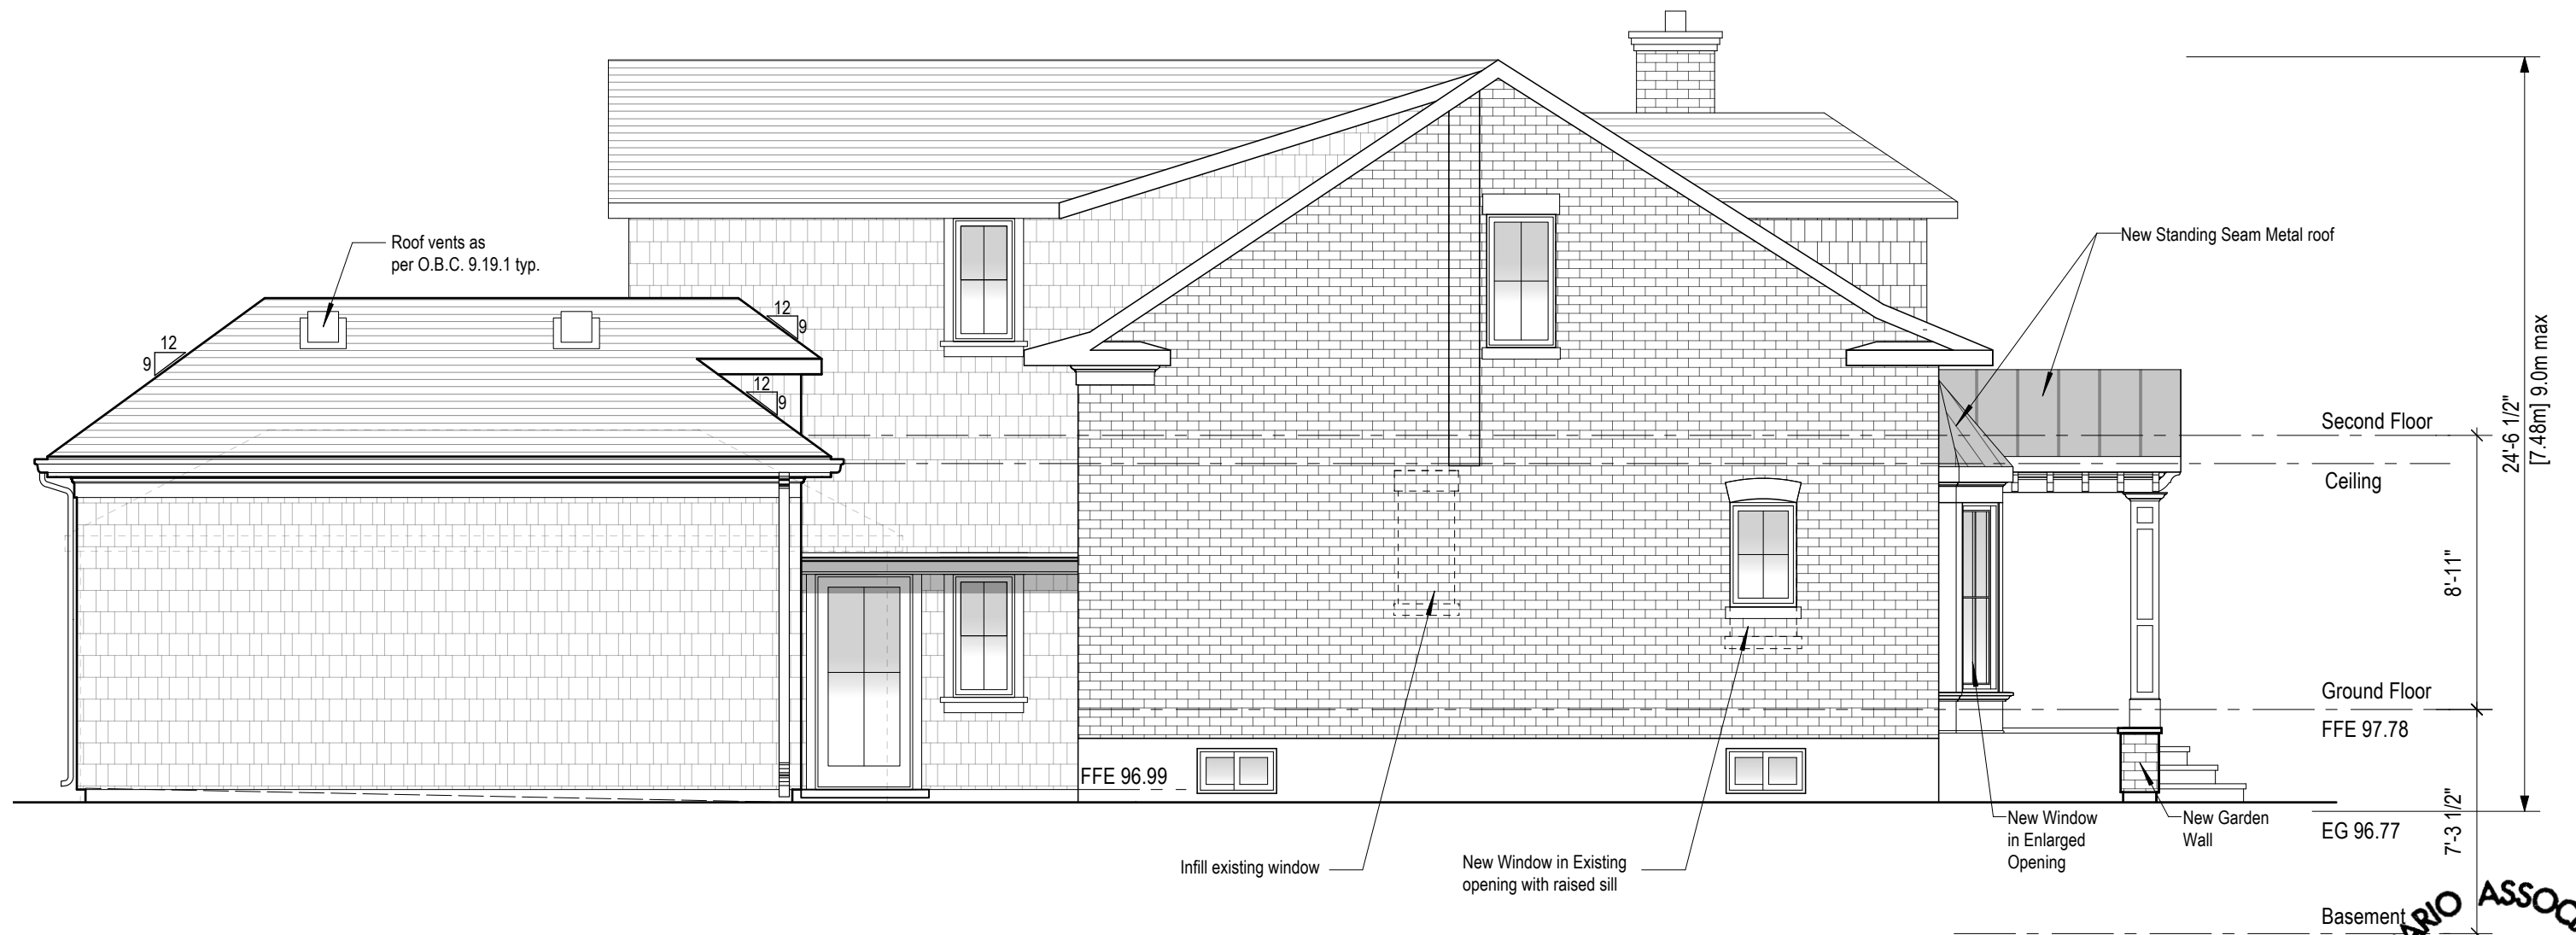 Roof vents as
per O.B.C. 9.19.1 typ.
12
9
12
9
12
9
New Standing Seam Metal roof
24'-6 1/2"
[7.48m] 9.0m max
Second Floor
Ceiling
8'-11"
Ground Floor
FFE 97.78
FFE 96.99
EG 96.77
7'-3 1/2"
New Window
in Enlarged
Opening
New Garden
Wall
Infill existing window
New Window in Existing
opening with raised sill
Basement